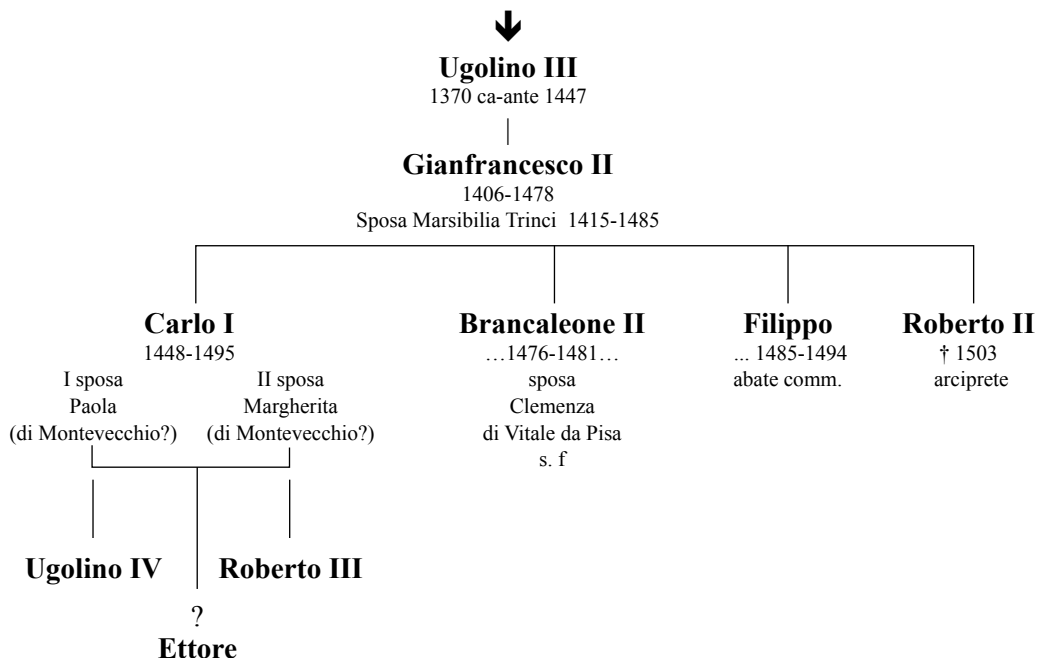 Ugolino III
1370 ca-ante 1447
Gianfrancesco II
1406-1478
Sposa Marsibilia Trinci 1415-1485
Carlo I
1448-1495
I sposa
Paola
(di Montevecchio?)
II sposa
Margherita
(di Montevecchio?)
Brancaleone II
…1476-1481…
sposa
Clemenza
di Vitale da Pisa
s. f
Filippo
... 1485-1494
abate comm.
Roberto II
† 1503
arciprete
Ugolino IV
Roberto III
?
Ettore